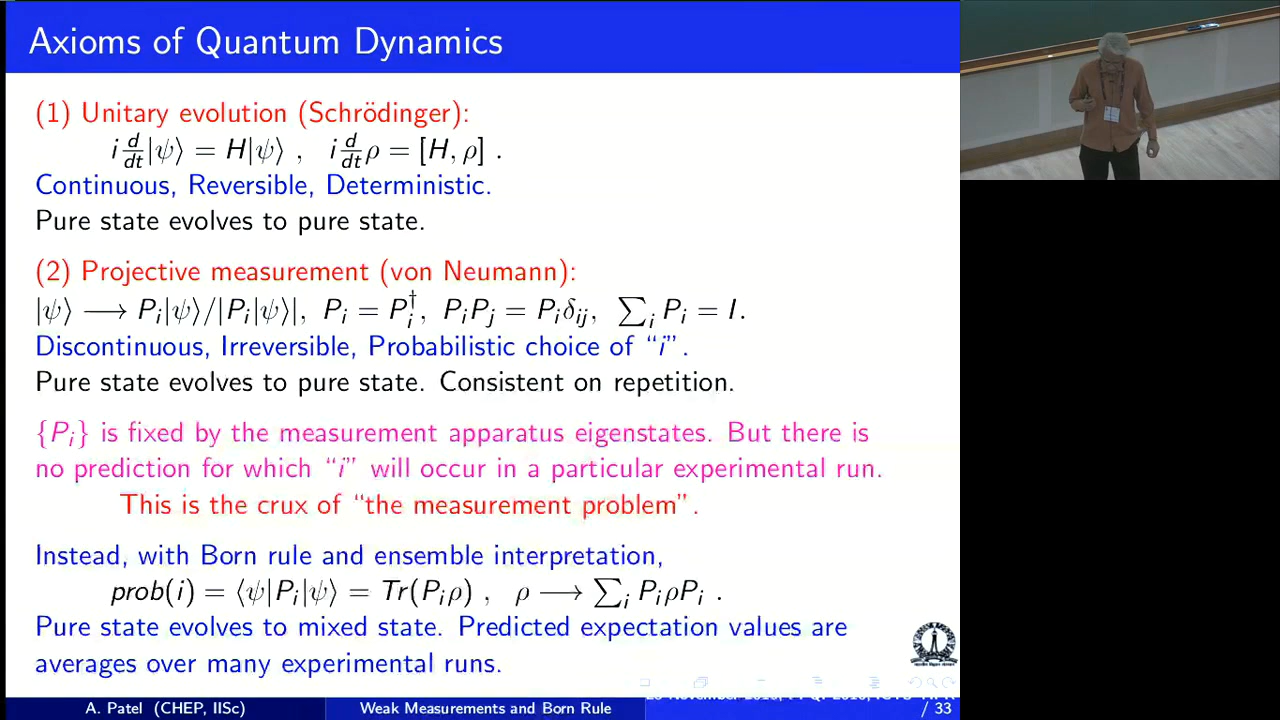 Axioms of Quantum Dynamics
(1) Unitary evolution (Schrödinger):
i d/dt|ψ⟩ = H|ψ⟩ , i d/dt ρ = [H, ρ] .
Continuous, Reversible, Deterministic.
Pure state evolves to pure state.
(2) Projective measurement (von Neumann):
|ψ⟩ ⟶ P_i|ψ⟩/|P_i|ψ⟩|, P_i = P_i†, P_iP_j = P_iδ_ij, ∑_i P_i = I.
Discontinuous, Irreversible, Probabilistic choice of “i”.
Pure state evolves to pure state. Consistent on repetition.
{P_i} is fixed by the measurement apparatus eigenstates. But there is
no prediction for which “i” will occur in a particular experimental run.
This is the crux of “the measurement problem”.
Instead, with Born rule and ensemble interpretation,
prob(i) = ⟨ψ|P_i|ψ⟩ = Tr(P_iρ) , ρ ⟶ ∑_i P_iρP_i .
Pure state evolves to mixed state. Predicted expectation values are
averages over many experimental runs.
A. Patel (CHEP, IISc)
Weak Measurements and Born Rule
/ 33